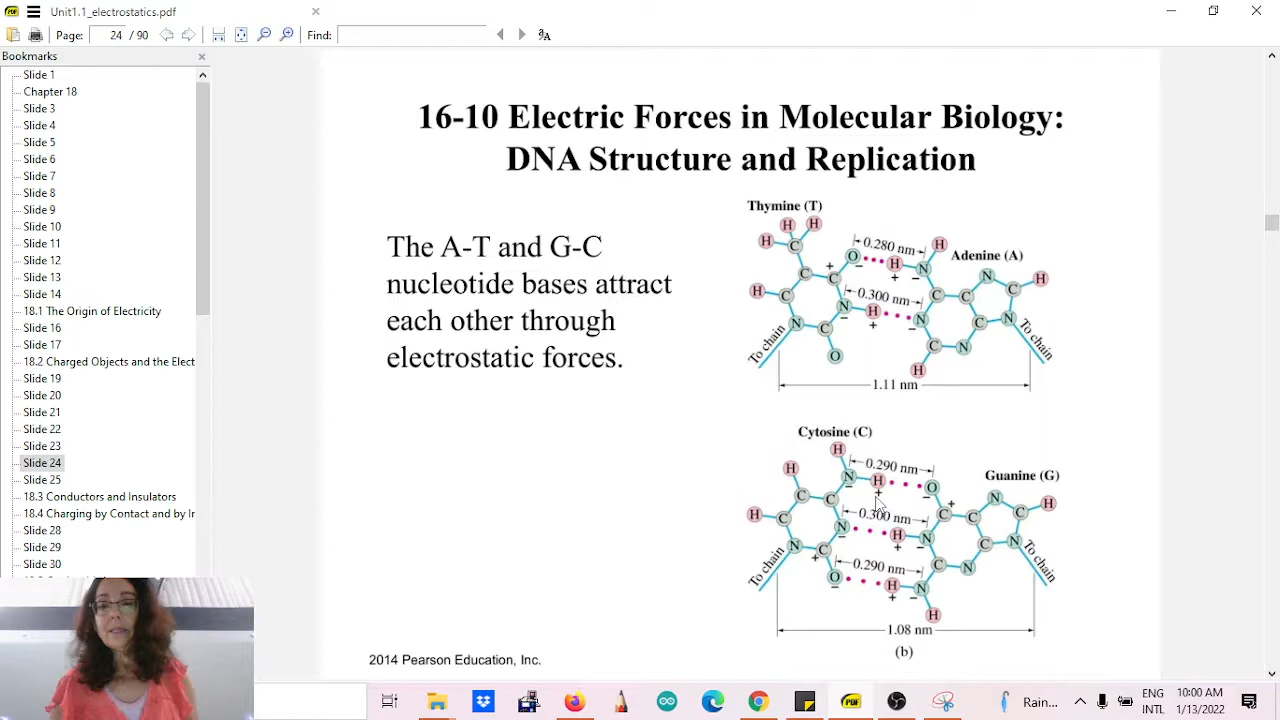 Unit1.1_electrostatics.pdf
Page: 24 / 90
Find:
Bookmarks
Slide 1
Chapter 18
Slide 3
Slide 4
Slide 5
Slide 6
Slide 7
Slide 8
Slide 9
Slide 10
Slide 11
Slide 12
Slide 13
Slide 14
18.1 The Origin of Electricity
Slide 16
Slide 17
18.2 Charged Objects and the Elect
Slide 19
Slide 20
Slide 21
Slide 22
Slide 23
Slide 24
Slide 25
18.3 Conductors and Insulators
18.4 Charging by Contact and by In
Slide 28
Slide 29
Slide 30
16-10 Electric Forces in Molecular Biology:
DNA Structure and Replication
The A-T and G-C
nucleotide bases attract
each other through
electrostatic forces.
Thymine (T)
0.280 nm
Adenine (A)
0.300 nm
To chain
To chain
1.11 nm
Cytosine (C)
0.290 nm
Guanine (G)
0.300 nm
0.290 nm
To chain
To chain
1.08 nm
(b)
2014 Pearson Education, Inc.
Rain...
ENG
INTL
10:00 AM
1/13/2022